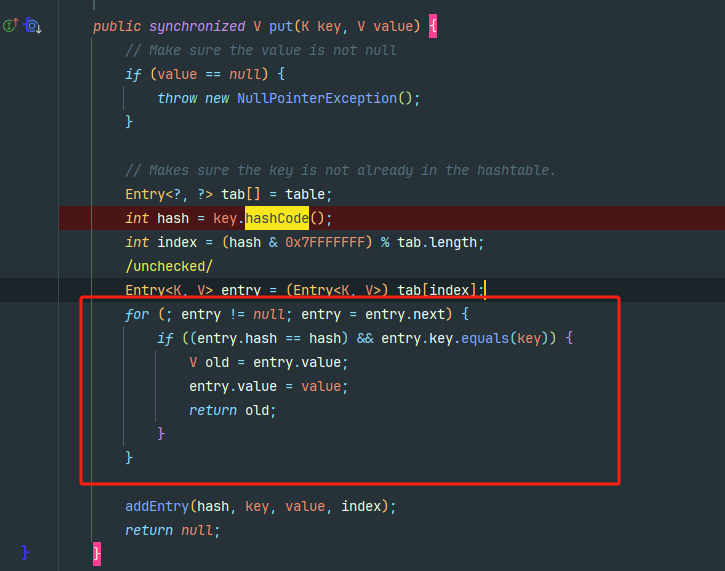 public synchronized V put(K key, V value) {
// Make sure the value is not null
if (value == null) {
throw new NullPointerException();
}
// Makes sure the key is not already in the hashtable.
Entry<?, ?> tab[] = table;
int hash = key.hashCode();
int index = (hash & 0x7FFFFFFF) % tab.length;
/unchecked/
Entry<K, V> entry = (Entry<K, V>) tab[index];
for (; entry != null; entry = entry.next) {
if ((entry.hash == hash) && entry.key.equals(key)) {
V old = entry.value;
entry.value = value;
return old;
}
}
addEntry(hash, key, value, index);
return null;
}
}